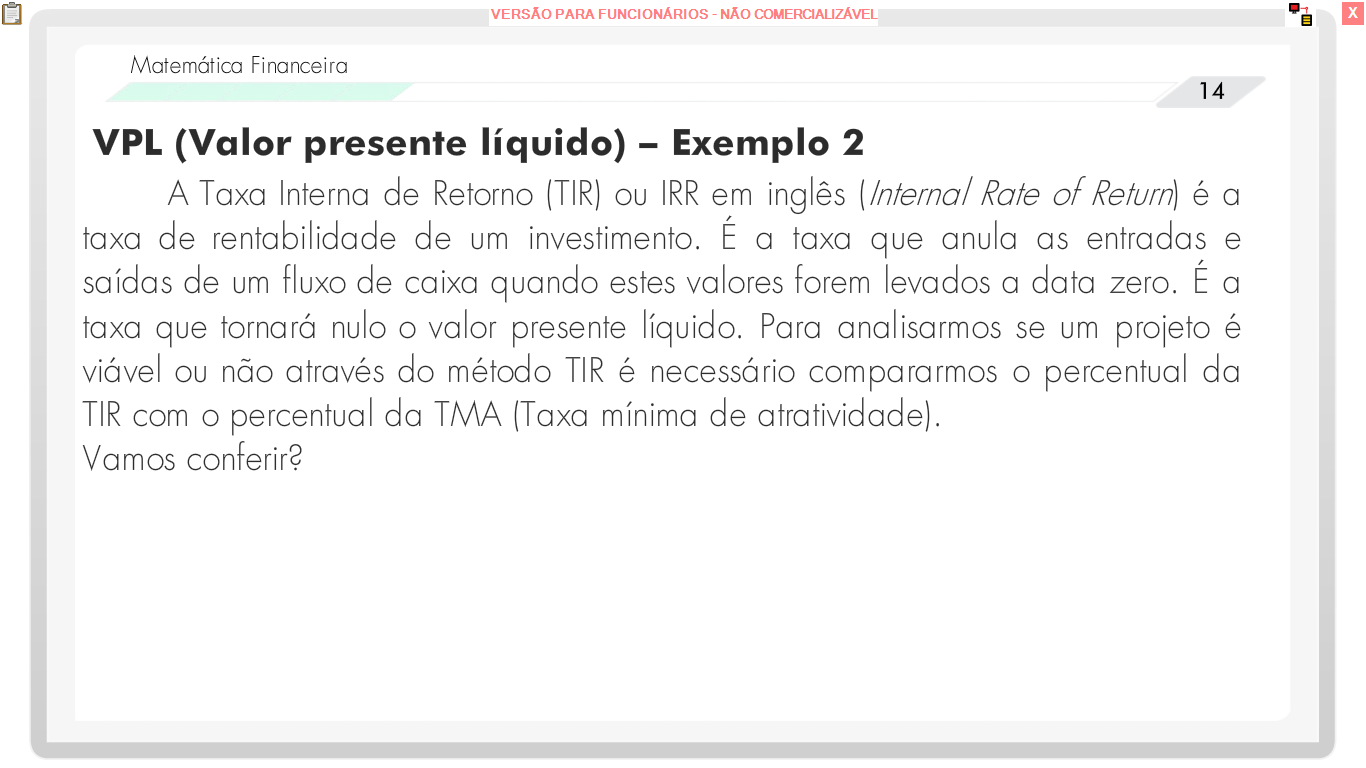 VERSÃO PARA FUNCIONÁRIOS - NÃO COMERCIALIZÁVEL
X
Matemática Financeira
14
VPL (Valor presente líquido) – Exemplo 2
A Taxa Interna de Retorno (TIR) ou IRR em inglês (Internal Rate of Return) é a
taxa de rentabilidade de um investimento. É a taxa que anula as entradas e
saídas de um fluxo de caixa quando estes valores forem levados a data zero. É a
taxa que tornará nulo o valor presente líquido. Para analisarmos se um projeto é
viável ou não através do método TIR é necessário compararmos o percentual da
TIR com o percentual da TMA (Taxa mínima de atratividade).
Vamos conferir?